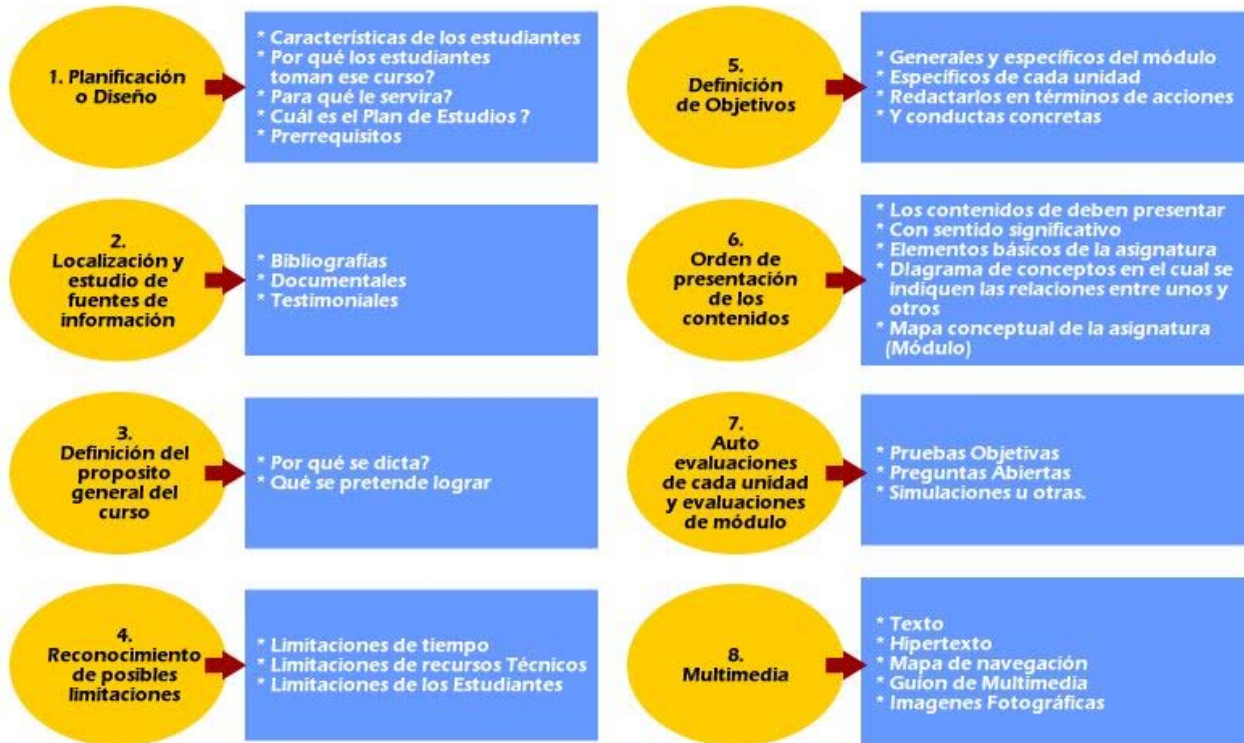 1. Planificación
o Diseño
* Características de los estudiantes
* Por qué los estudiantes
toman ese curso?
* Para qué le servira?
* Cuál es el Plan de Estudios ?
* Prerrequisitos
2.
Localización y
estudio de
fuentes de
información
* Bibliografías
* Documentales
* Testimoniales
3.
Definición del
proposito
general del
curso
* Por qué se dicta?
* Qué se pretende lograr
4.
Reconocimiento
de posibles
limitaciones
* Limitaciones de tiempo
* Limitaciones de recursos Técnicos
* Limitaciones de los Estudiantes
5.
Definición
de Objetivos
* Generales y específicos del módulo
* Específicos de cada unidad
* Redactarlos en términos de acciones
* Y conductas concretas
6.
Orden de
presentación
de los
contenidos
* Los contenidos de deben presentar
* Con sentido significativo
* Elementos básicos de la asignatura
* DIagrama de conceptos en el cual se
indiquen las relaciones entre unos y
otros
* Mapa conceptual de la asignatura
(Módulo)
7.
Auto
evaluaciones
de cada unidad
y evaluaciones
de módulo
* Pruebas Objetivas
* Preguntas Abiertas
* Simulaciones u otras.
8.
Multimedia
* Texto
* Hipertexto
* Mapa de navegación
* Guíon de Multimedia
* Imagenes Fotográficas